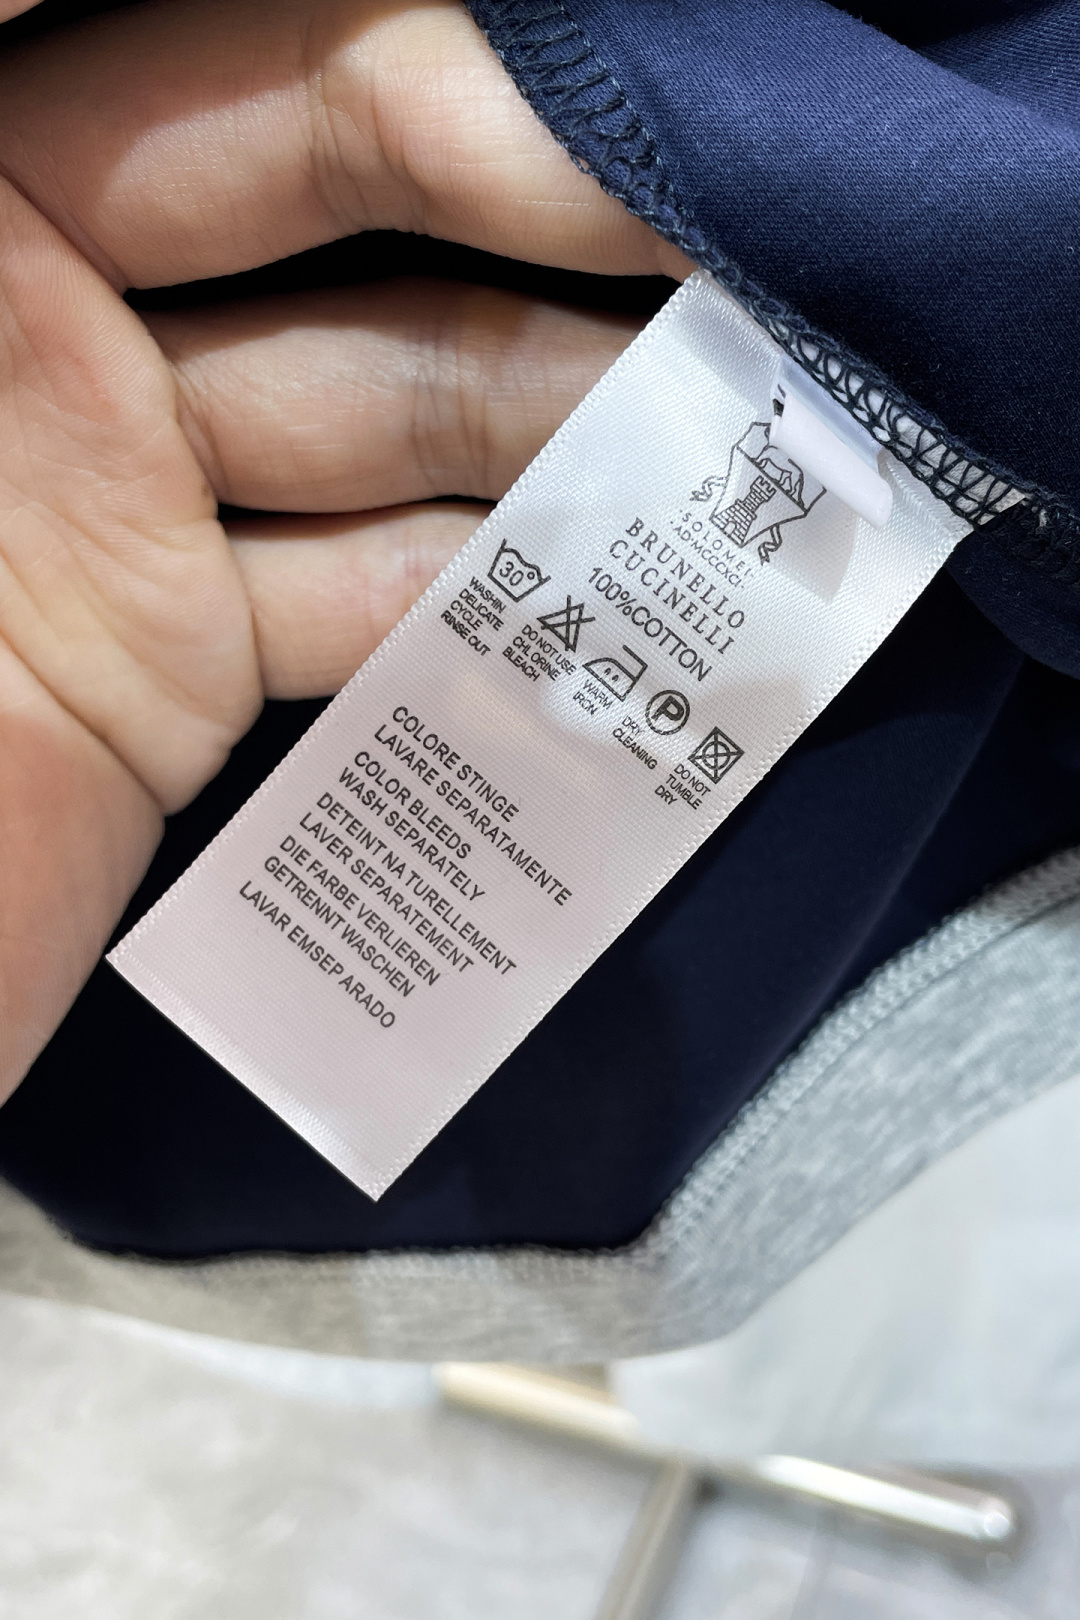 SOLOMEI
AD·MCCCXCI
BRUNELLO
CUCINELLI
100%COTTON
30°
WASHIN
DELICATE
CYCLE
RINSE OUT
DO NOT USE
CHLORINE
BLEACH
WARM
IRON
P
DRY
CLEANING
DO NOT
TUMBLE
DRY
COLORE STINGE
LAVARE SEPARATAMENTE
COLOR BLEEDS
WASH SEPARATELY
DETEINT NA TURELLEMENT
LAVER SEPARATEMENT
DIE FARBE VERLIEREN
GETRENNT WASCHEN
LAVAR EMSEP ARADO